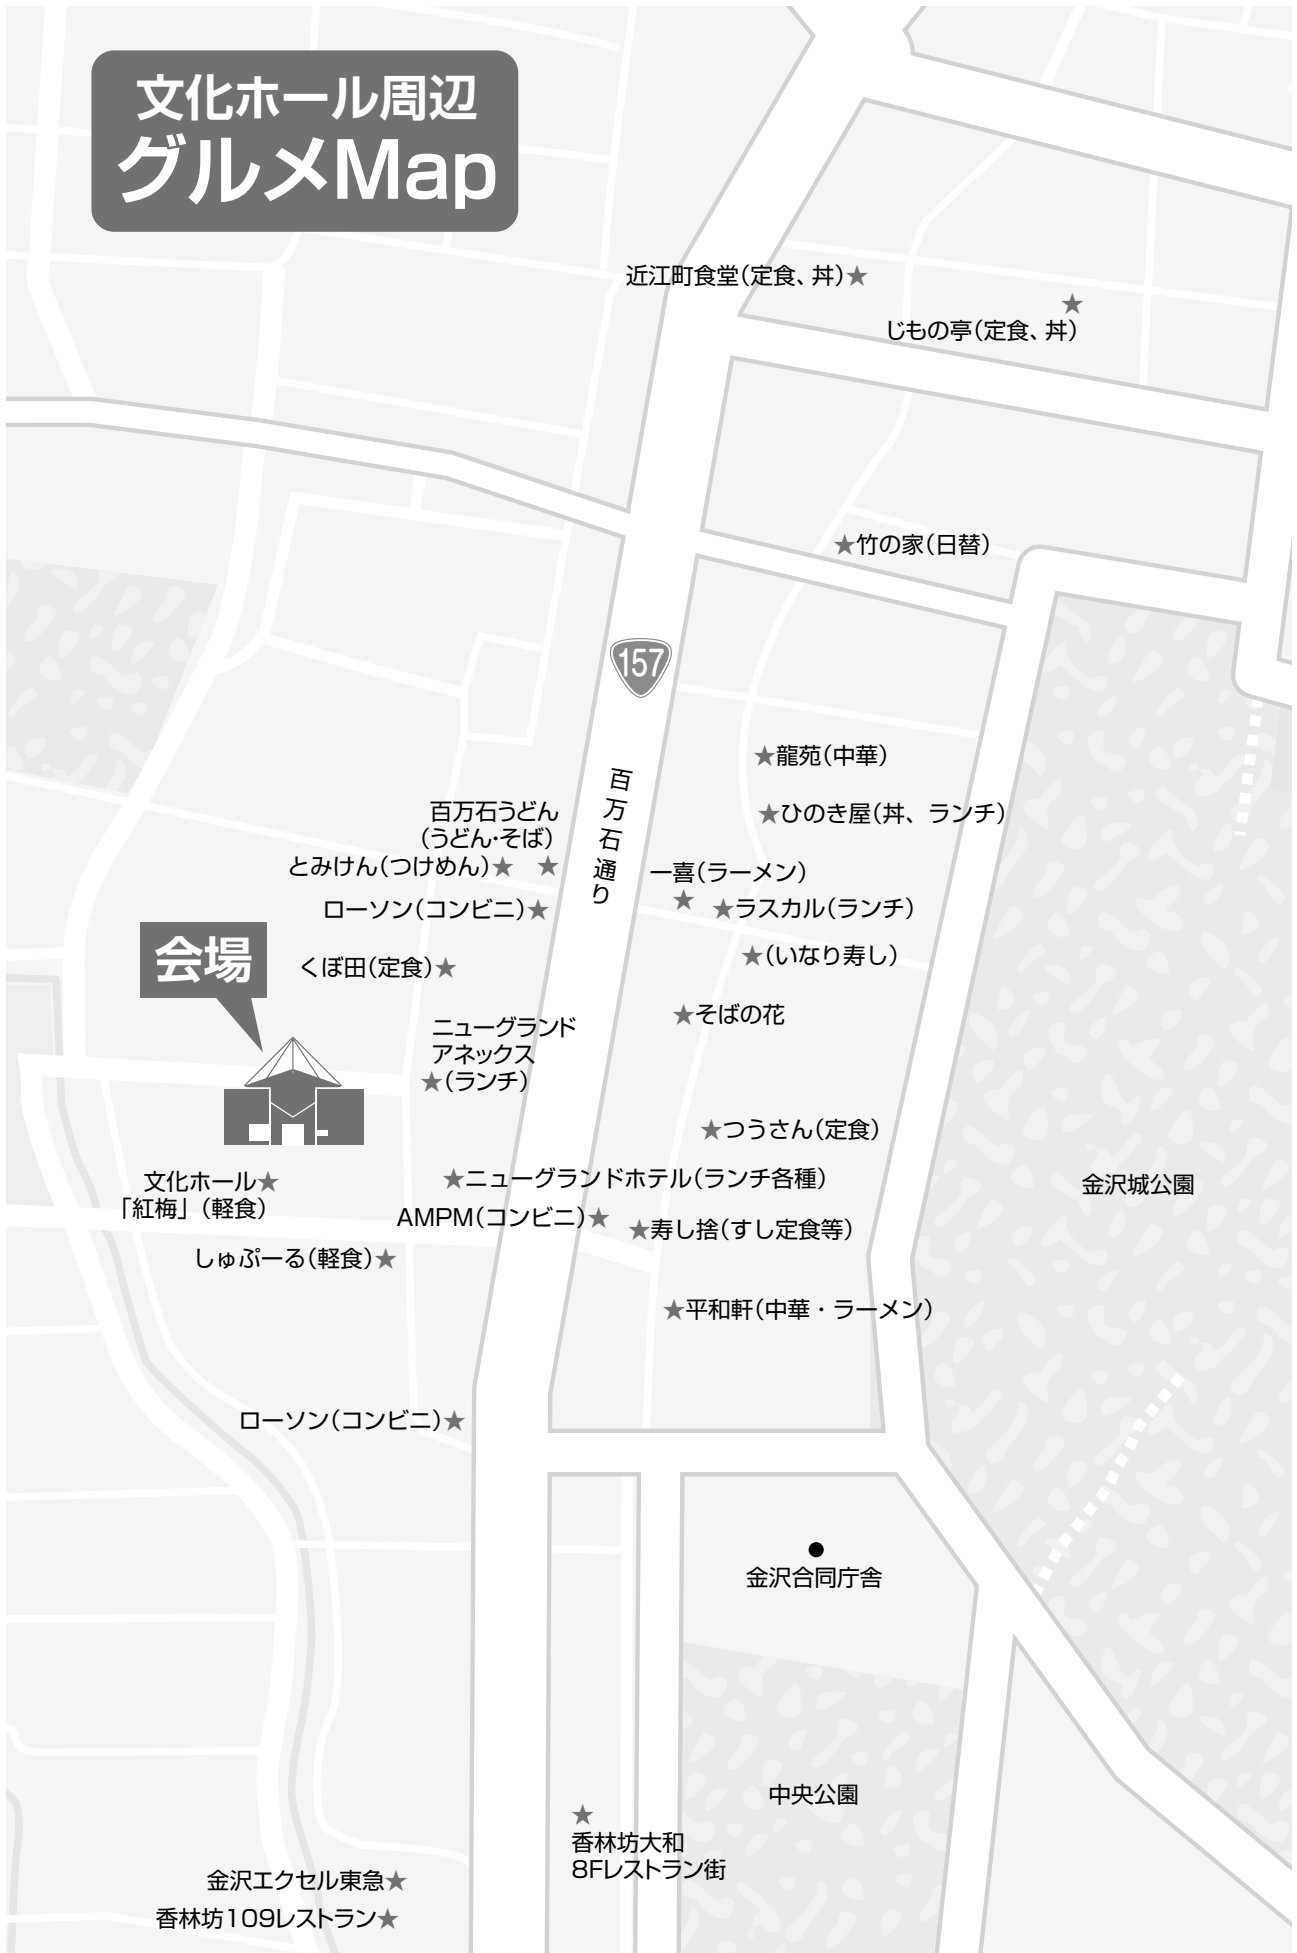 文化ホール周辺
グルメMap
近江町食堂(定食、丼)★
★
じもの亭(定食、丼)
★竹の家(日替)
157
百万石通り
★龍苑(中華)
★ひのき屋(丼、ランチ)
百万石うどん
(うどん・そば)
とみけん(つけめん)★ ★
一喜(ラーメン)
★ ★ラスカル(ランチ)
ローソン(コンビニ)★
★(いなり寿し)
会場
くぼ田(定食)★
★そばの花
ニューグランド
アネックス
★(ランチ)
★つうさん(定食)
文化ホール★
「紅梅」(軽食)
★ニューグランドホテル(ランチ各種)
金沢城公園
AMPM(コンビニ)★
★寿し捨(すし定食等)
しゅぷーる(軽食)★
★平和軒(中華・ラーメン)
ローソン(コンビニ)★
●
金沢合同庁舎
中央公園
★
香林坊大和
8Fレストラン街
金沢エクセル東急★
香林坊109レストラン★